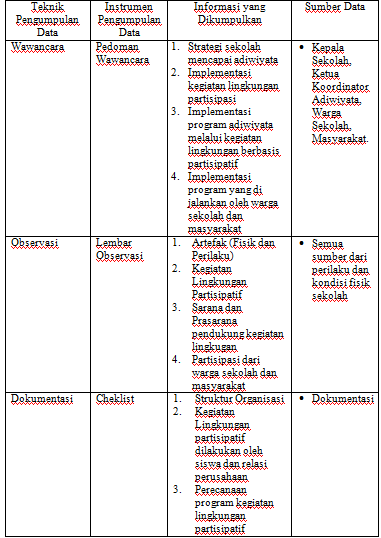 Teknik
Pengumpulan
Data
Instrumen
Pengumpulan
Data
Informasi yang
Dikumpulkan
Sumber Data
Wawancara
Pedoman
Wawancara
1. Strategi sekolah
mencapai adiwiyata
2. Implementasi
kegiatan lingkungan
partisipasi
3. Implementasi
program adiwyata
melalui kegiatan
lingkungan berbasis
partisipatif
4. Implementasi
program yang di
jalankan oleh warga
sekolah dan
masyarakat
• Kepala
Sekolah,
Ketua
Koordinator
Adiwiyata,
Warga
Sekolah,
Masyarakat.
Observasi
Lembar
Observasi
1. Artefak (Fisik dan
Perilaku)
2. Kegiatan
Lingkungan
Partisipatif
3. Sarana dan
Prasarana
pendukung kegiatan
lingkugan
4. Partisipasi dari
warga sekolah dan
masyarakat
• Semua
sumber dari
perilaku dan
kondisi fisik
sekolah
Dokumentasi
Cheklist
1. Struktur Organisasi
2. Kegiatan
Lingkungan
partisipatif
dilakukan oleh
siswa dan relasi
perusahaan.
3. Perecanaan
program kegiatan
lingkungan
partisipatif
• Dokumentasi